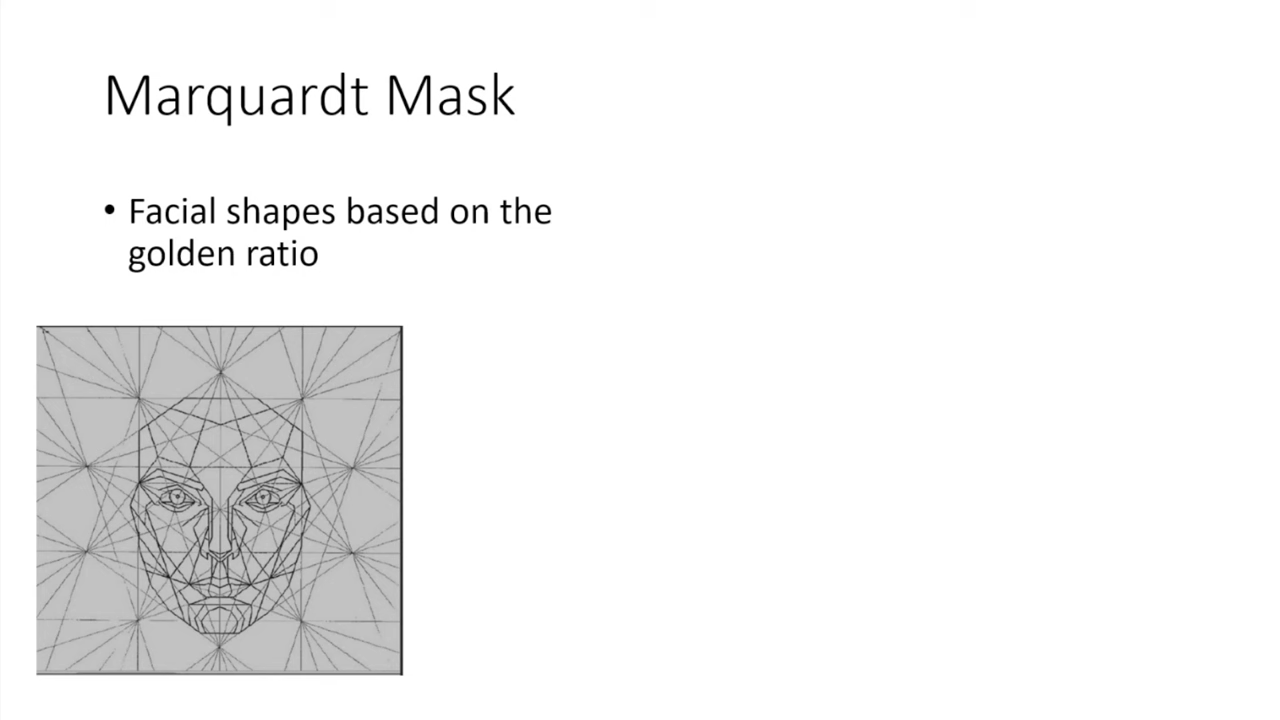 Marquardt Mask
• Facial shapes based on the
golden ratio